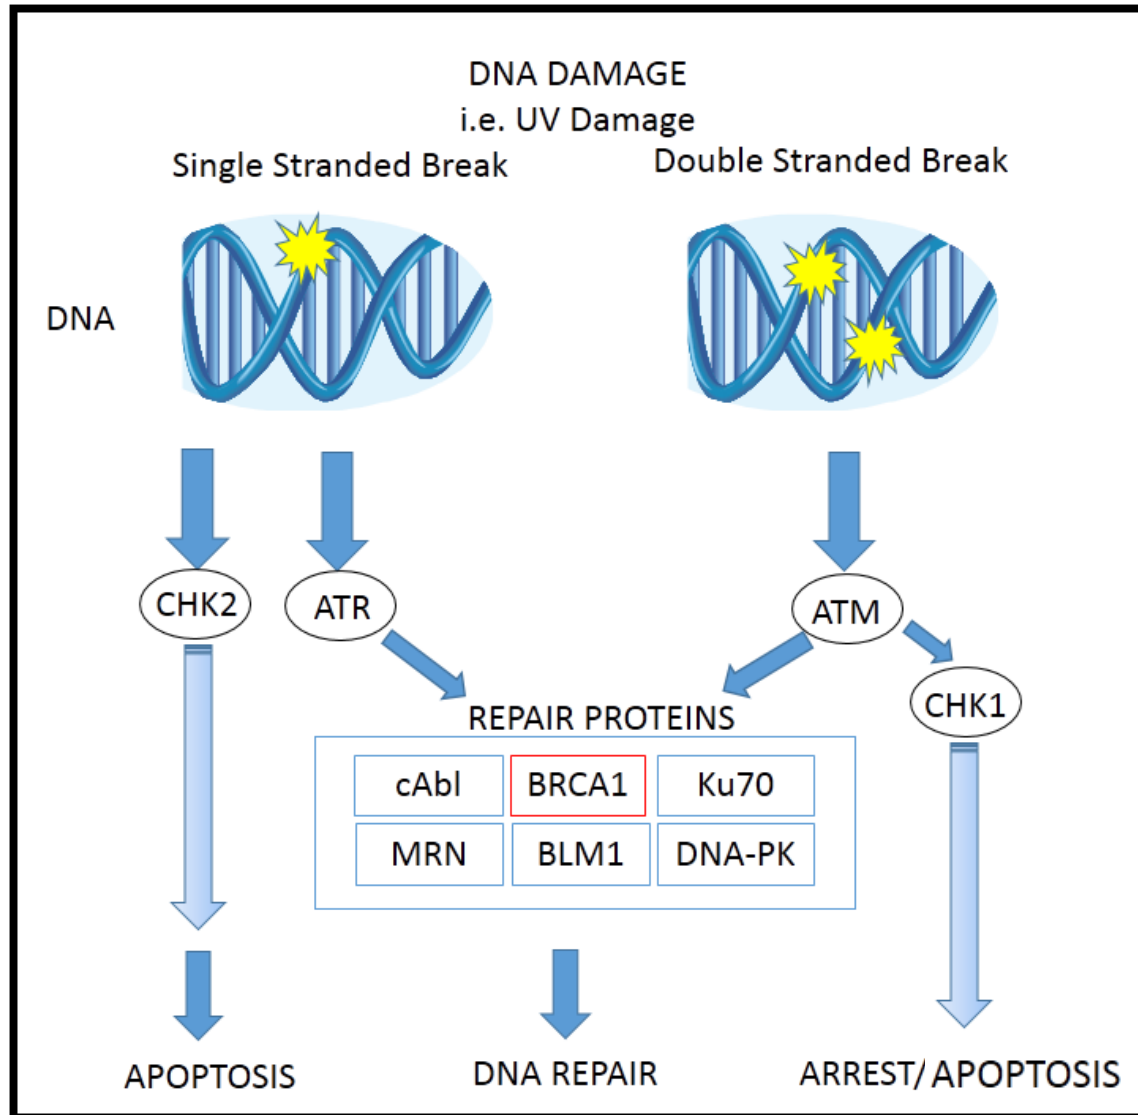 DNA DAMAGE
i.e. UV Damage
Single Stranded Break
Double Stranded Break
DNA
CHK2
ATR
ATM
CHK1
REPAIR PROTEINS
cAbl
BRCA1
Ku70
MRN
BLM1
DNA-PK
APOPTOSIS
DNA REPAIR
ARREST/ APOPTOSIS